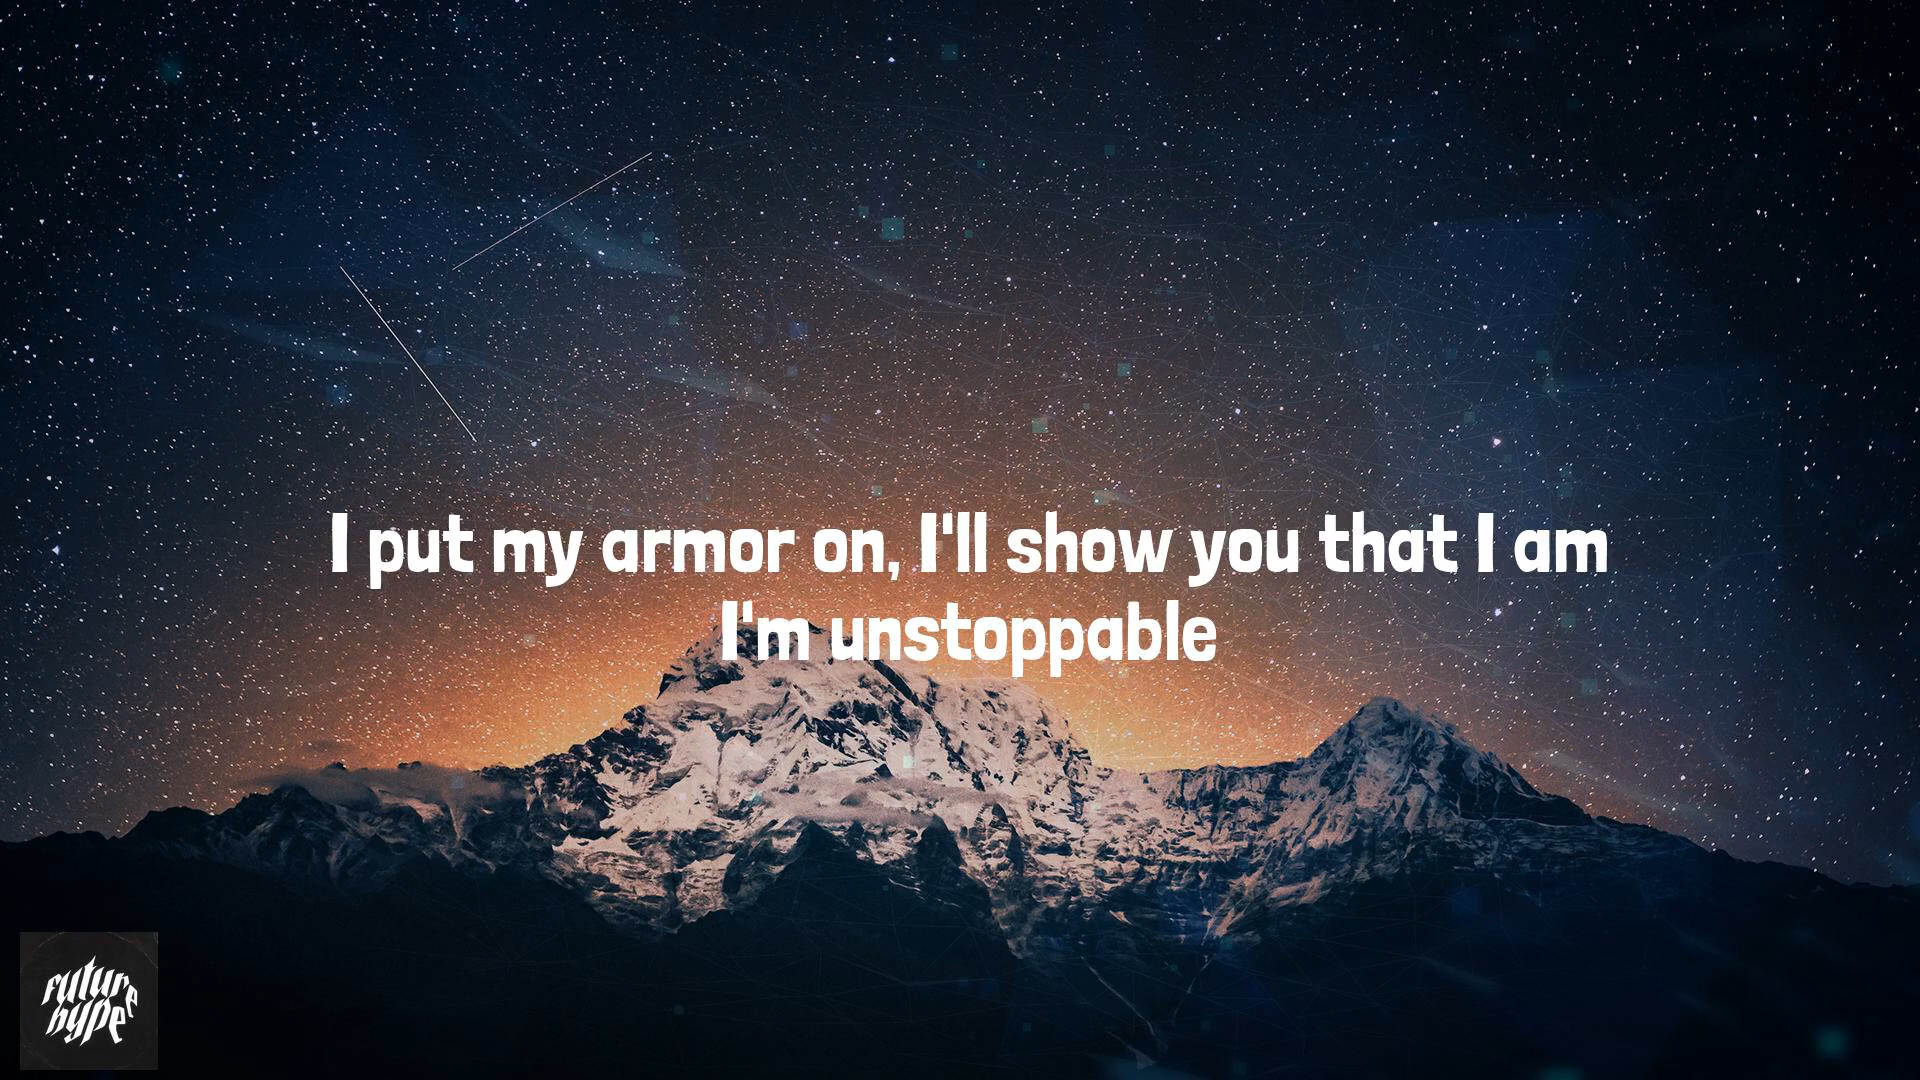 I put my armor on, I'll show you that I am
I'm unstoppable
future
hype